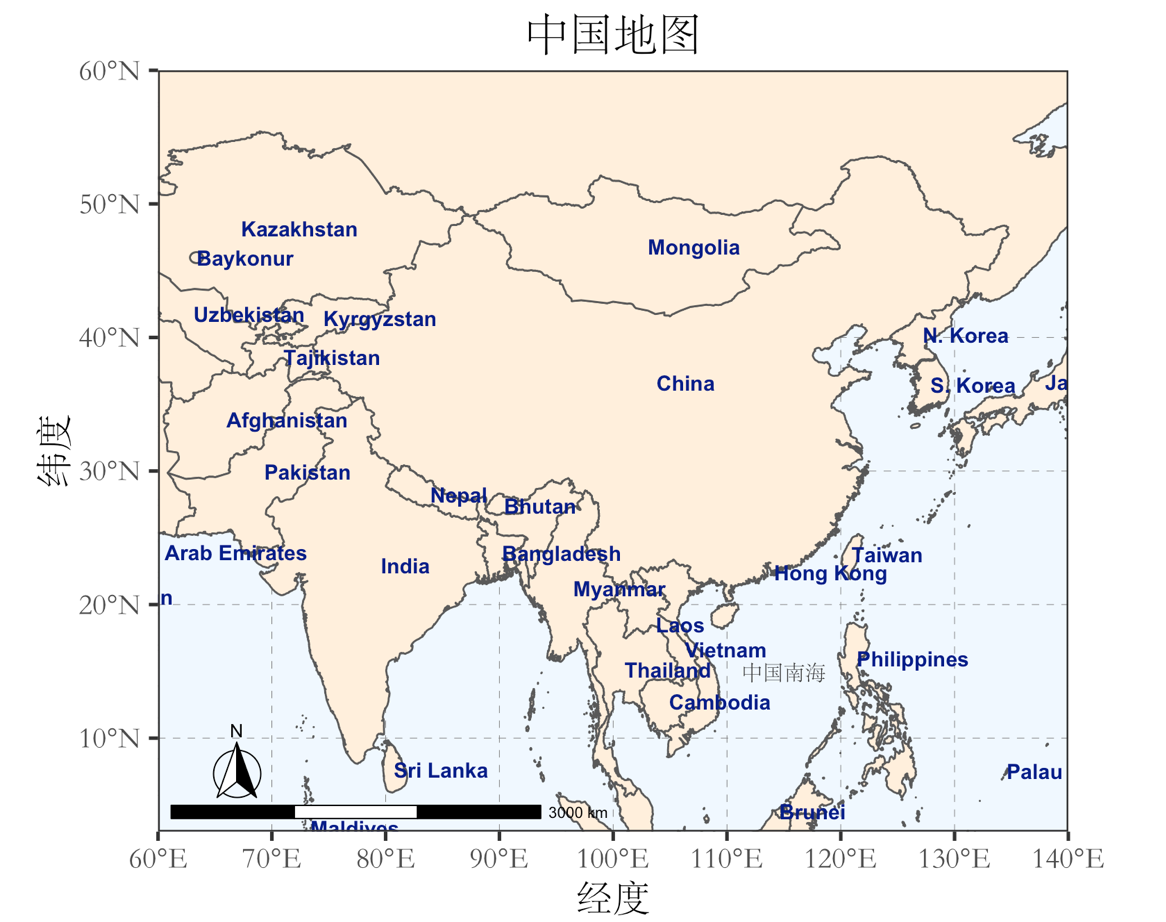 中国地图
60°N
50°N
40°N
30°N
20°N
10°N
纬度
Kazakhstan
Baykonur
Mongolia
Uzbekistan
Kyrgyzstan
Tajikistan
N. Korea
China
S. Korea
Ja
Afghanistan
Pakistan
Nepal
Bhutan
Arab Emirates
India
Bangladesh
Taiwan
Hong Kong
Myanmar
n
Laos
Vietnam
Philippines
Thailand
中国南海
Cambodia
N
Sri Lanka
Palau
3000 km
Brunei
Maldives
60°E
70°E
80°E
90°E
100°E
110°E
120°E
130°E
140°E
经度